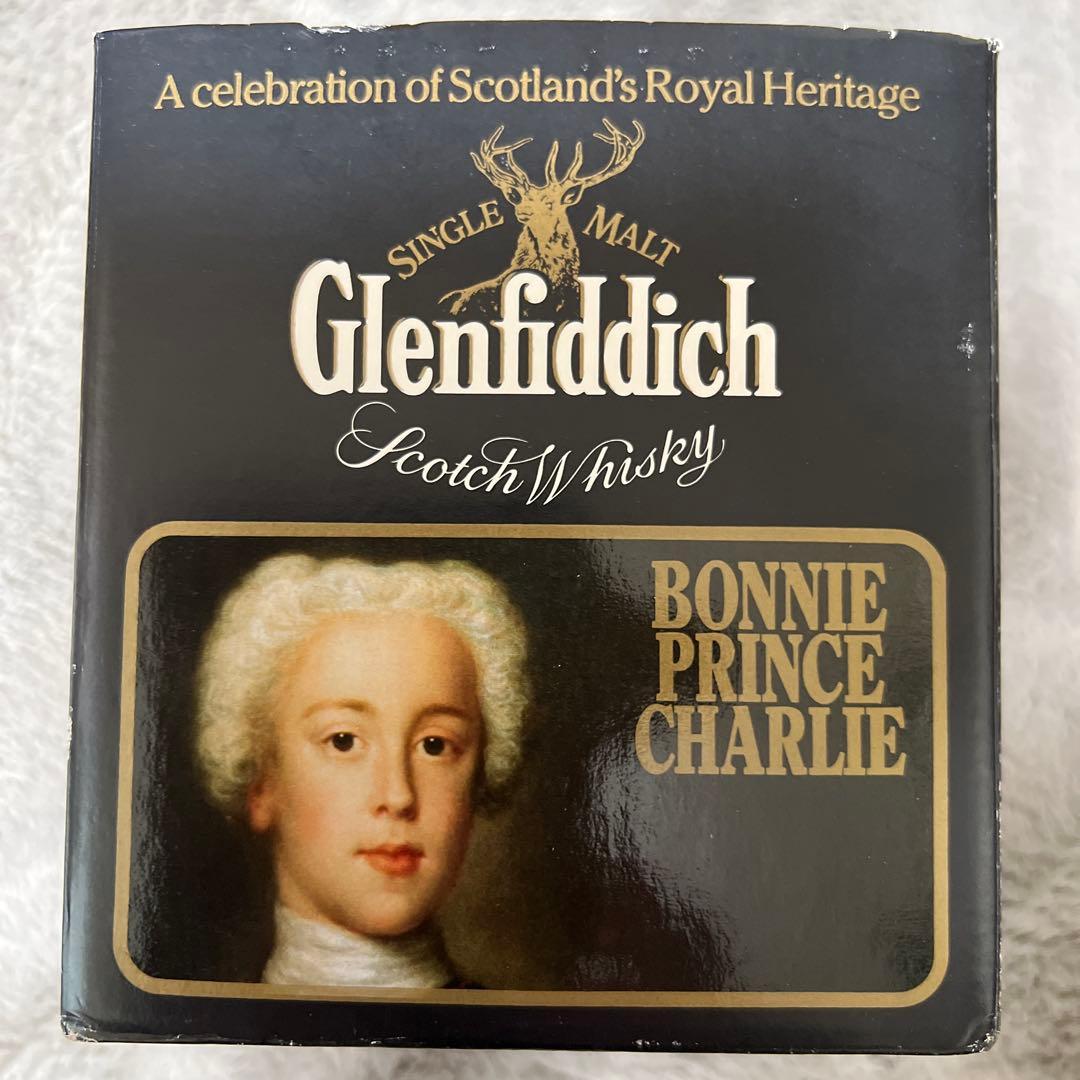 A celebration of Scotland's Royal Heritage
SINGLE MALT
Glenfiddich
Scotch Whisky
BONNIE
PRINCE
CHARLIE